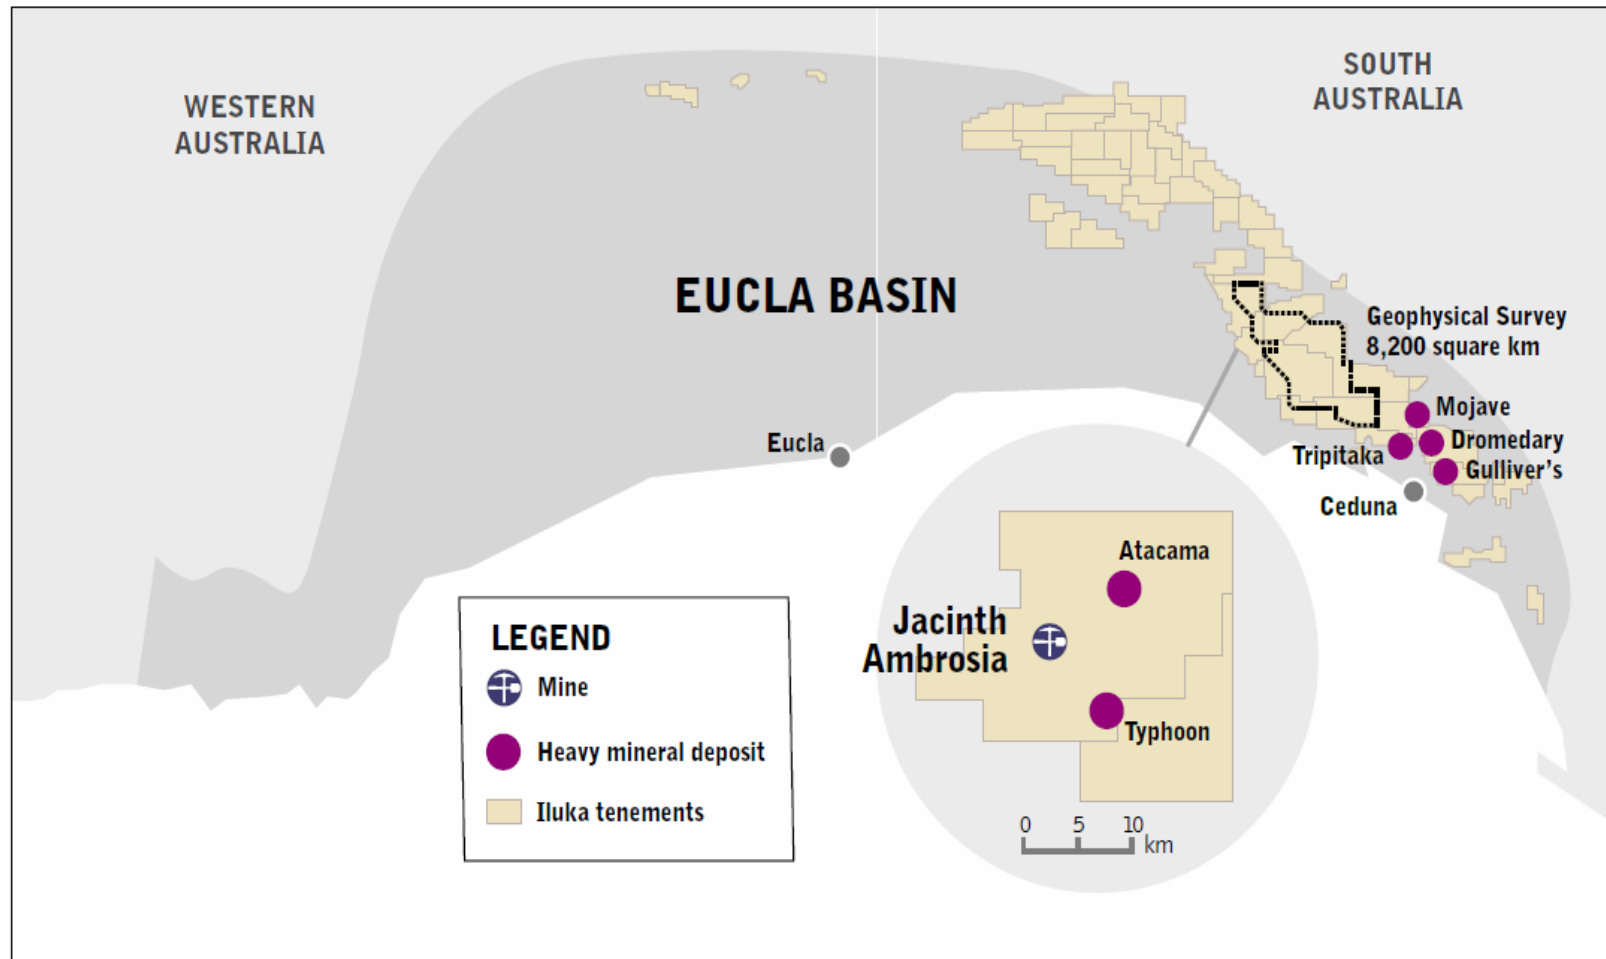 WESTERN
AUSTRALIA
SOUTH
AUSTRALIA
EUCLA BASIN
Geophysical Survey
8,200 square km
Mojave
Dromedary
Tripitaka
Gulliver's
Eucla
Ceduna
Atacama
Jacinth
Ambrosia
Typhoon
0 5 10
km
LEGEND
Mine
Heavy mineral deposit
Iluka tenements